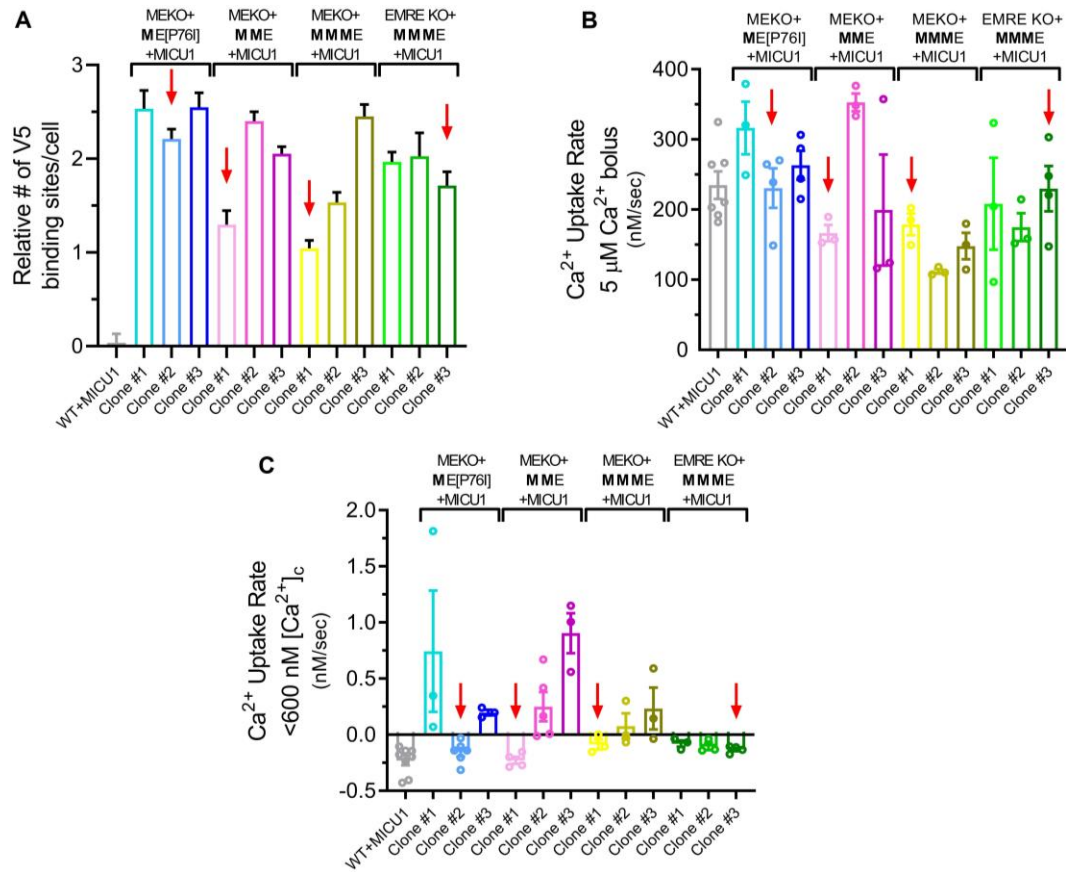 A
MEKO+ MEKO+ MEKO+ EMRE KO+
ME[P76I] MME MMME MMME
+MICU1 +MICU1 +MICU1 +MICU1
Relative # of V5
binding sites/cell
3
2
1
0
WT+MICU1 Clone #1 Clone #2 Clone #3 Clone #1 Clone #2 Clone #3 Clone #1 Clone #2 Clone #3 Clone #1 Clone #2 Clone #3
B
MEKO+ MEKO+ MEKO+ EMRE KO+
ME[P76I] MME MMME MMME
+MICU1 +MICU1 +MICU1 +MICU1
Ca²⁺ Uptake Rate
5 µM Ca²⁺ bolus
(nM/sec)
400
300
200
100
0
WT+MICU1 Clone #1 Clone #2 Clone #3 Clone #1 Clone #2 Clone #3 Clone #1 Clone #2 Clone #3 Clone #1 Clone #2 Clone #3
C
MEKO+ MEKO+ MEKO+ EMRE KO+
ME[P76I] MME MMME MMME
+MICU1 +MICU1 +MICU1 +MICU1
Ca²⁺ Uptake Rate
<600 nM [Ca²⁺]c
(nM/sec)
2.0
1.5
1.0
0.5
0.0
-0.5
WT+MICU1 Clone #1 Clone #2 Clone #3 Clone #1 Clone #2 Clone #3 Clone #1 Clone #2 Clone #3 Clone #1 Clone #2 Clone #3